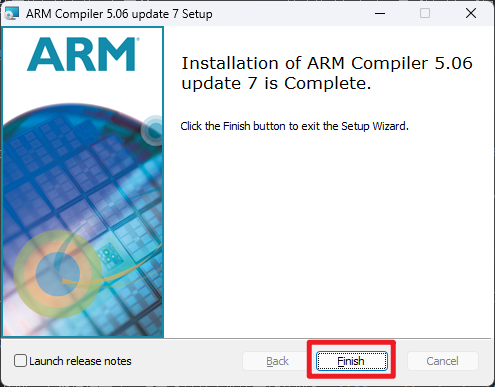 ARM Compiler 5.06 update 7 Setup
ARM
Installation of ARM Compiler 5.06
update 7 is Complete.
Click the Finish button to exit the Setup Wizard.
Launch release notes
Back
Finish
Cancel